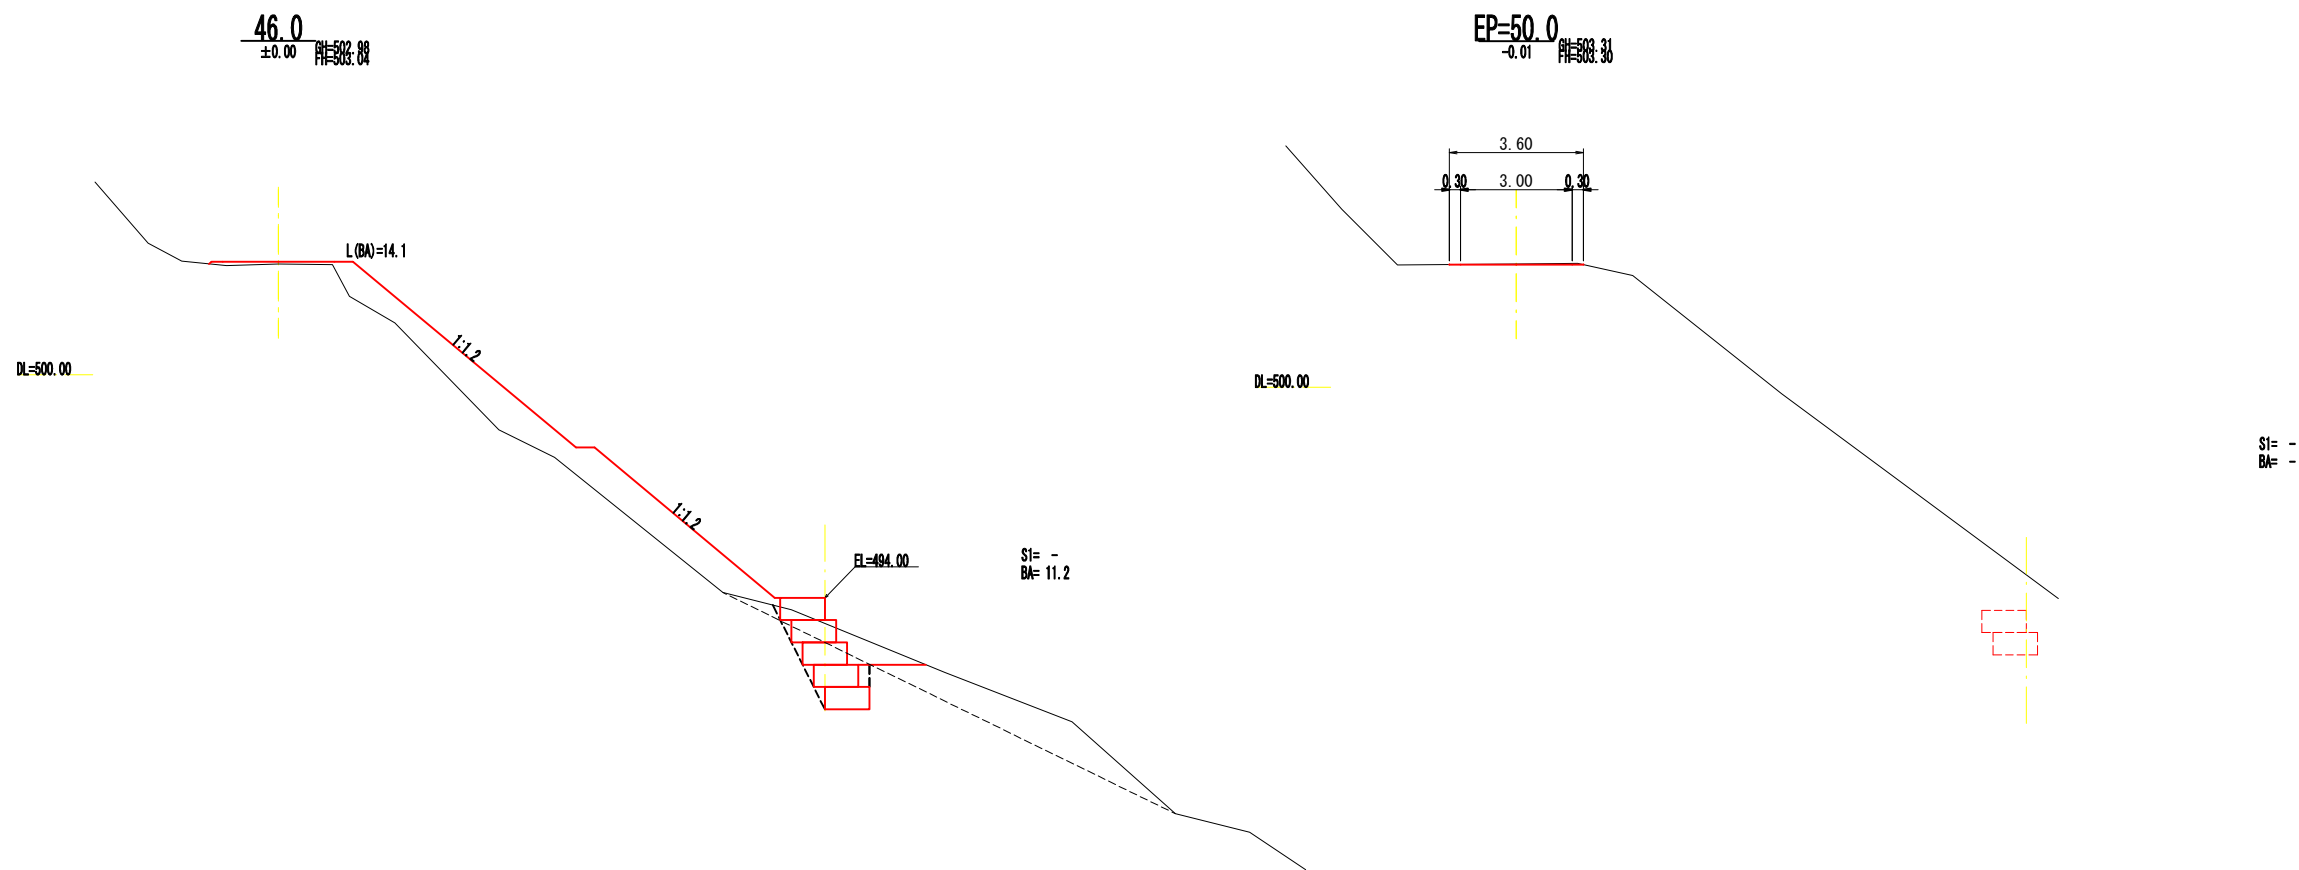 46.0
±0.00
GH=502.98
FH=503.04
L(BA)=14.1
1:1.2
DL=500.00
1:1.2
EL=494.00
S1= -
BA= 11.2
EP=50.0
-0.01
GH=503.31
FH=503.30
3.60
0.30
3.00
0.30
DL=500.00
S1= -
BA= -